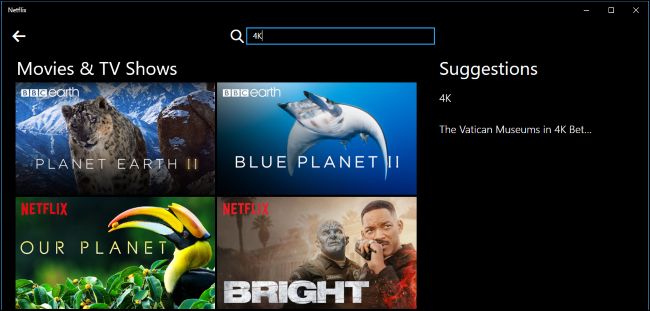 Netflix
4K
Movies & TV Shows
Suggestions
BBC earth
PLANET EARTH II
BBC earth
BLUE PLANET II
4K
The Vatican Museums in 4K Bet...
NETFLIX
OUR PLANET
NETFLIX
BRIGHT